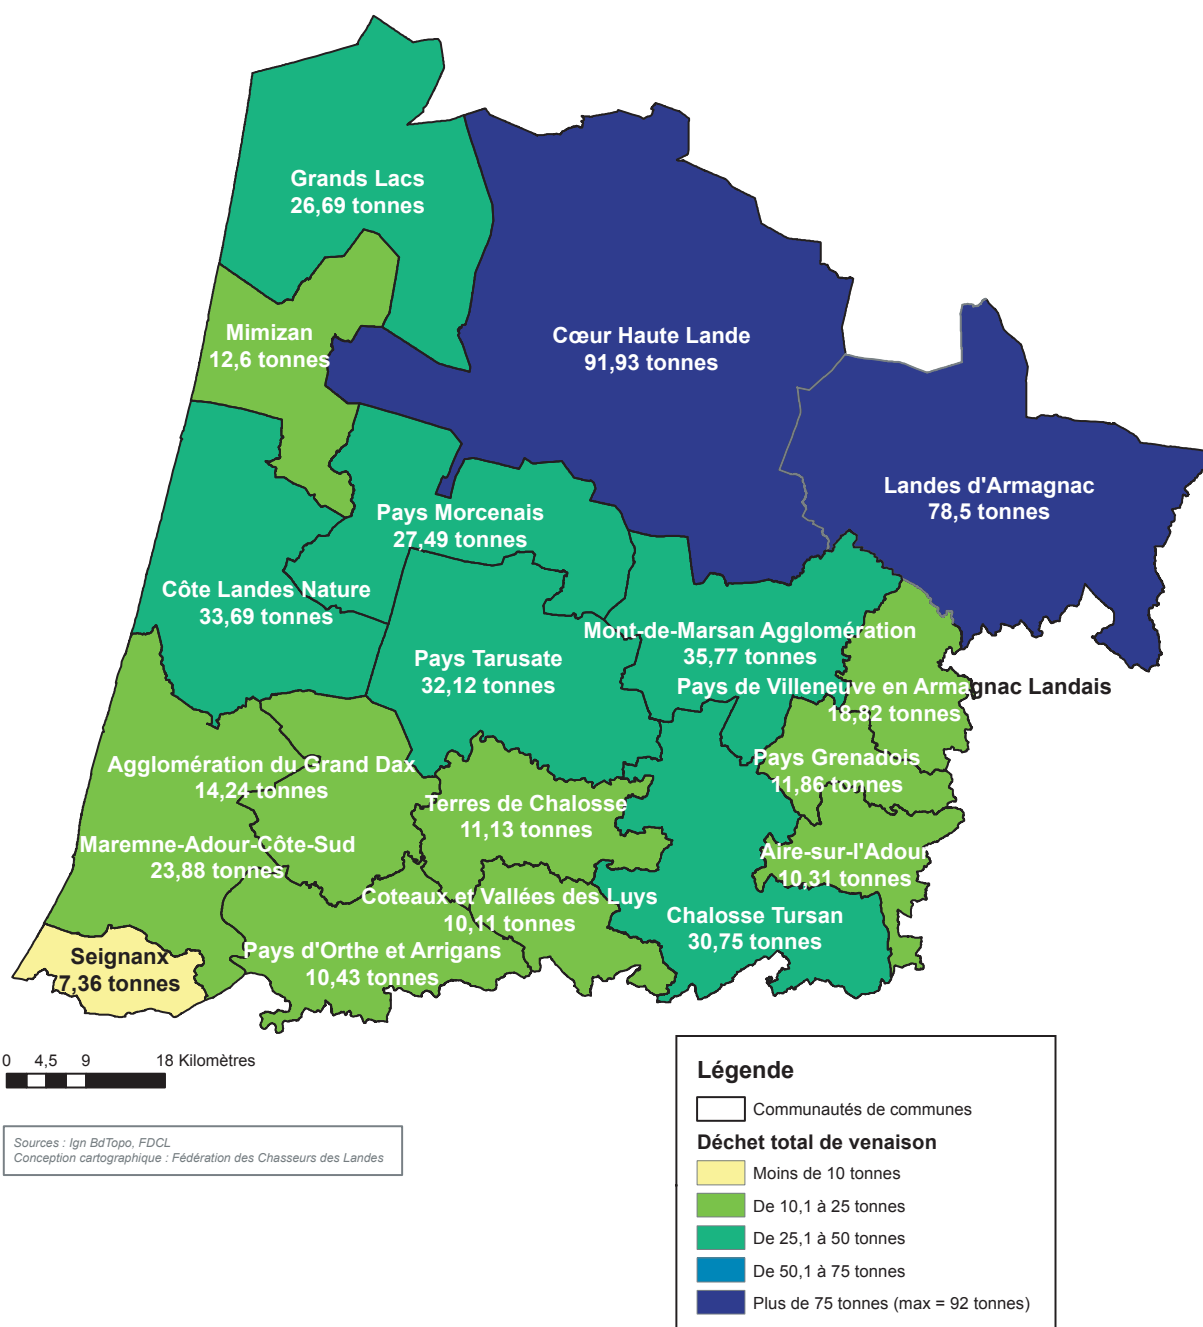 Grands Lacs
26,69 tonnes
Mimizan
12,6 tonnes
Cœur Haute Lande
91,93 tonnes
Landes d'Armagnac
78,5 tonnes
Pays Morcenais
27,49 tonnes
Côte Landes Nature
33,69 tonnes
Mont-de-Marsan Agglomération
35,77 tonnes
Pays Tarusate
32,12 tonnes
Pays de Villeneuve en Armagnac Landais
18,82 tonnes
Agglomération du Grand Dax
14,24 tonnes
Pays Grenadois
11,86 tonnes
Terres de Chalosse
11,13 tonnes
Maremne-Adour-Côte-Sud
23,88 tonnes
Aire-sur-l'Adour
10,31 tonnes
Coteaux et Vallées des Luys
10,11 tonnes
Chalosse Tursan
30,75 tonnes
Pays d'Orthe et Arrigans
10,43 tonnes
Seignanx
7,36 tonnes
0 4,5 9 18 Kilomètres
Sources : Ign BdTopo, FDCL
Conception cartographique : Fédération des Chasseurs des Landes
Légende
Communautés de communes
Déchet total de venaison
Moins de 10 tonnes
De 10,1 à 25 tonnes
De 25,1 à 50 tonnes
De 50,1 à 75 tonnes
Plus de 75 tonnes (max = 92 tonnes)